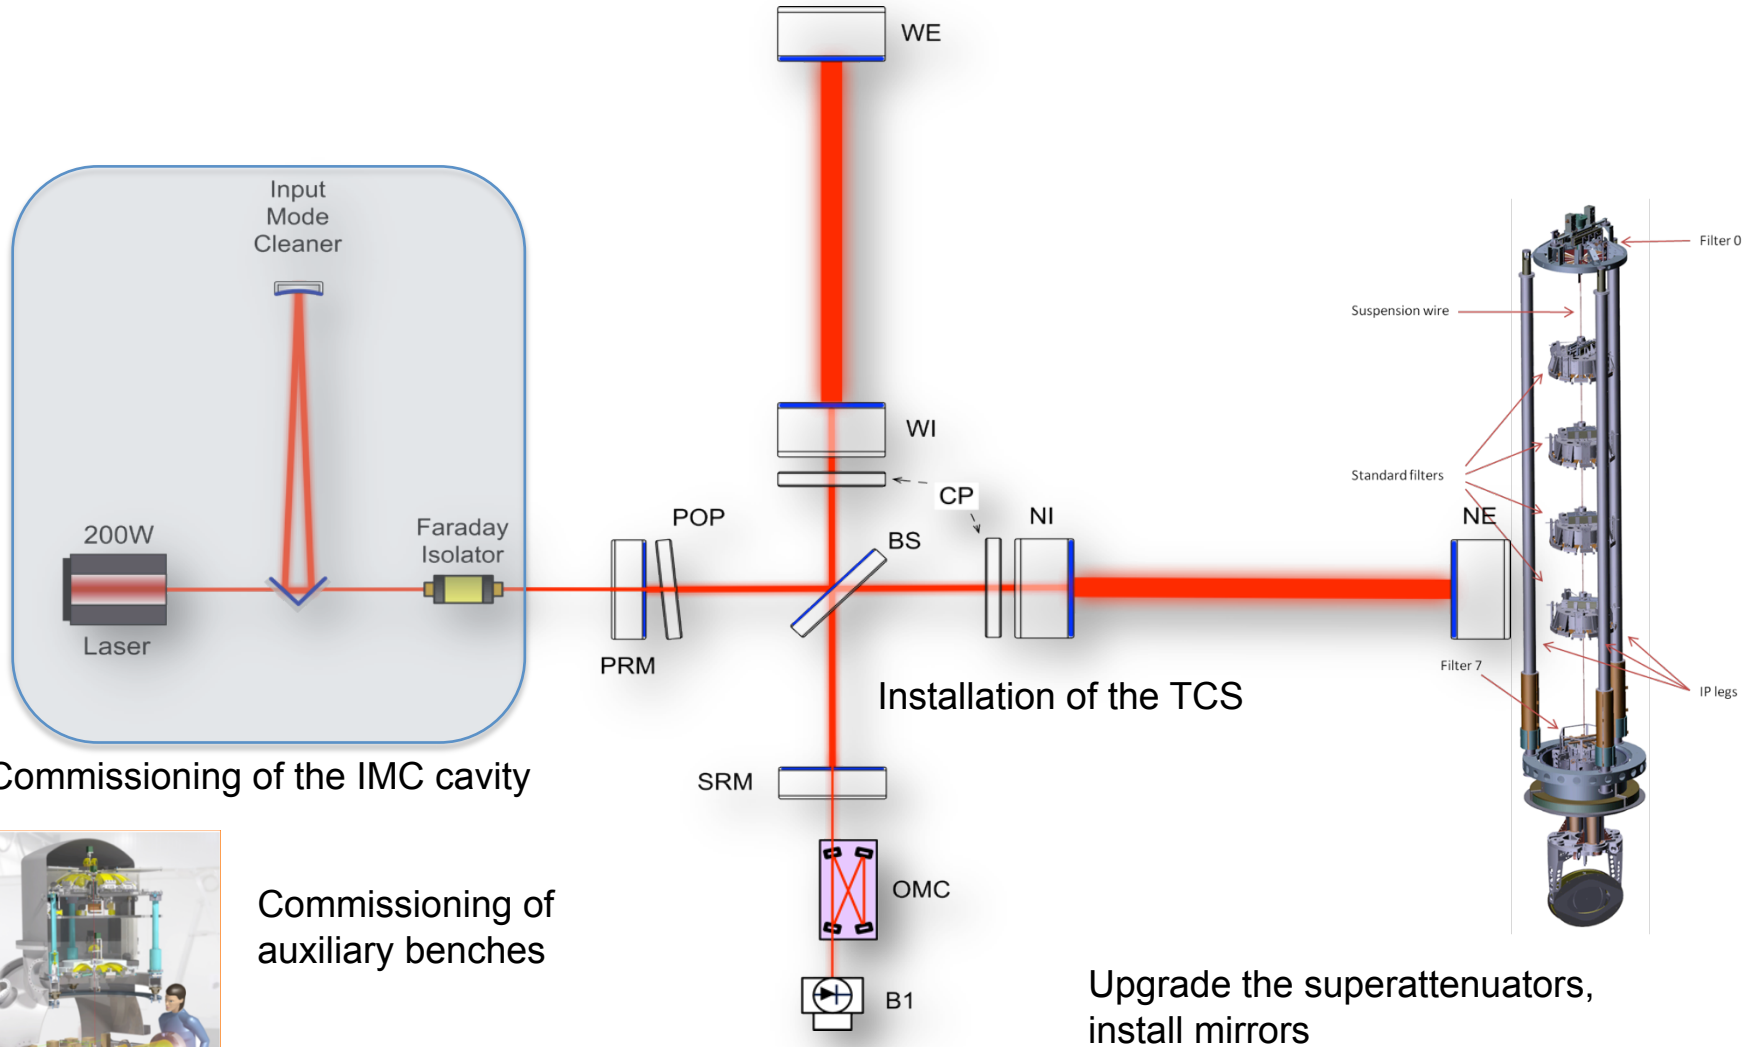 WE
Input
Mode
Cleaner
Filter 0
Suspension wire
WI
Standard filters
CP
POP
NI
NE
200W
Faraday
Isolator
BS
Laser
PRM
Filter 7
IP legs
Installation of the TCS
Commissioning of the IMC cavity
SRM
OMC
Commissioning of
auxiliary benches
B1
Upgrade the superattenuators,
install mirrors